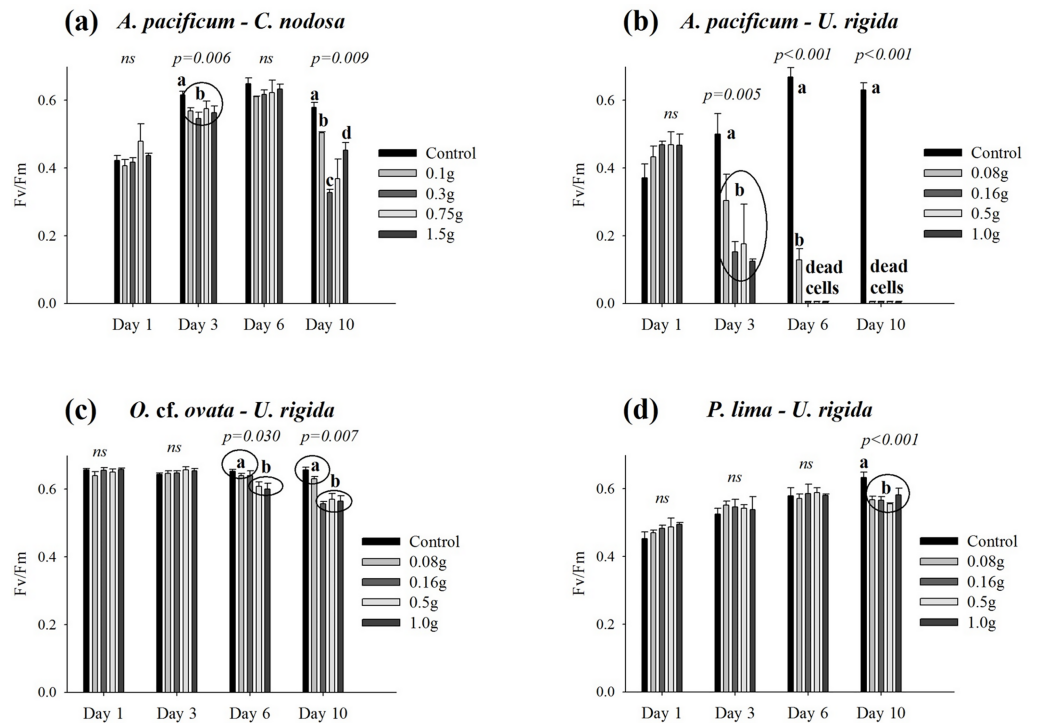 (a) A. pacificum - C. nodosa
ns p=0.006 ns p=0.009
a b a b c d
Fv/Fm
0.6
0.4
0.2
0.0
Day 1 Day 3 Day 6 Day 10
Control
0.1g
0.3g
0.75g
1.5g
(b) A. pacificum - U. rigida
ns p=0.005 p<0.001 p<0.001
a b a b a
dead cells
dead cells
Fv/Fm
0.6
0.4
0.2
0.0
Day 1 Day 3 Day 6 Day 10
Control
0.08g
0.16g
0.5g
1.0g
(c) O. cf. ovata - U. rigida
ns ns p=0.030 p=0.007
a b a b
Fv/Fm
0.6
0.4
0.2
0.0
Day 1 Day 3 Day 6 Day 10
Control
0.08g
0.16g
0.5g
1.0g
(d) P. lima - U. rigida
ns ns ns p<0.001
a b
Fv/Fm
0.6
0.4
0.2
0.0
Day 1 Day 3 Day 6 Day 10
Control
0.08g
0.16g
0.5g
1.0g